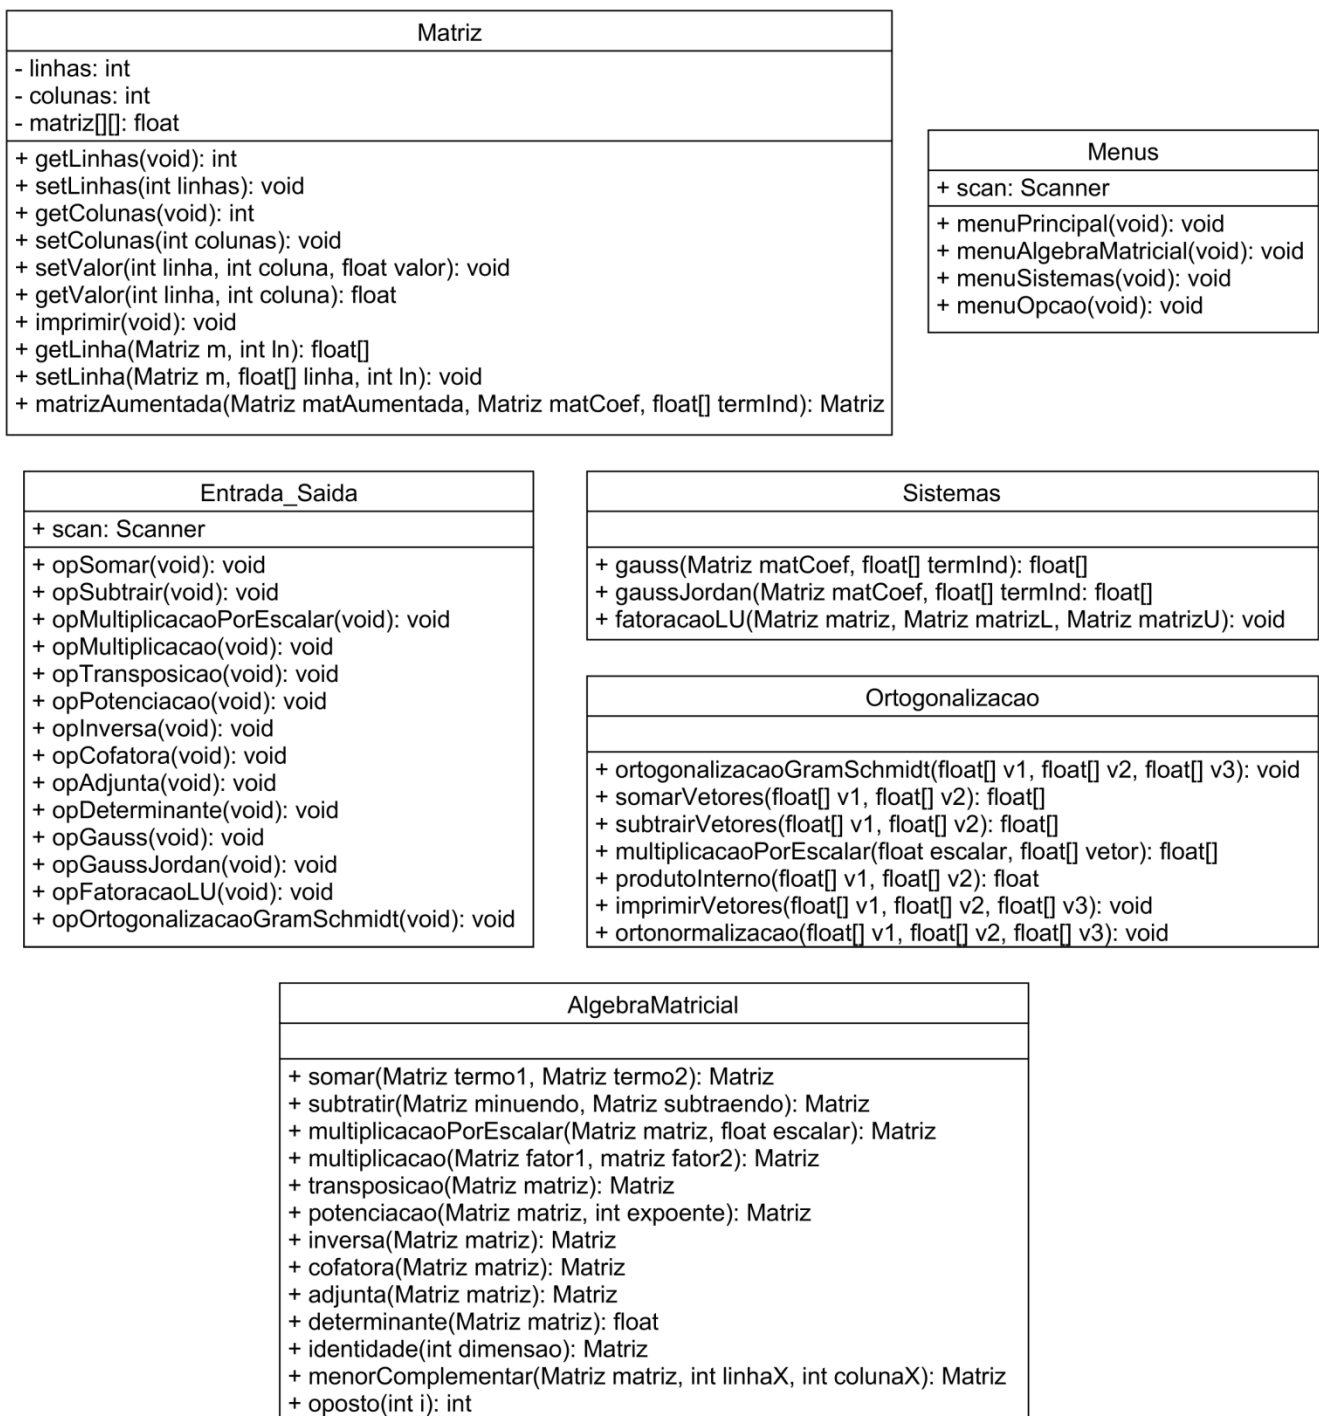 Matriz
- linhas: int
- colunas: int
- matriz[][]: float
+ getLinhas(void): int
+ setLinhas(int linhas): void
+ getColunas(void): int
+ setColunas(int colunas): void
+ setValor(int linha, int coluna, float valor): void
+ getValor(int linha, int coluna): float
+ imprimir(void): void
+ getLinha(Matriz m, int ln): float[]
+ setLinha(Matriz m, float[] linha, int ln): void
+ matrizAumentada(Matriz matAumentada, Matriz matCoef, float[] termInd): Matriz
Menus
+ scan: Scanner
+ menuPrincipal(void): void
+ menuAlgebraMatricial(void): void
+ menuSistemas(void): void
+ menuOpcao(void): void
Entrada_Saida
+ scan: Scanner
+ opSomar(void): void
+ opSubtrair(void): void
+ opMultiplicacaoPorEscalar(void): void
+ opMultiplicacao(void): void
+ opTransposicao(void): void
+ opPotenciacao(void): void
+ opInversa(void): void
+ opCofatora(void): void
+ opAdjunta(void): void
+ opDeterminante(void): void
+ opGauss(void): void
+ opGaussJordan(void): void
+ opFatoracaoLU(void): void
+ opOrtogonalizacaoGramSchmidt(void): void
Sistemas
+ gauss(Matriz matCoef, float[] termInd): float[]
+ gaussJordan(Matriz matCoef, float[] termInd: float[]
+ fatoracaoLU(Matriz matriz, Matriz matrizL, Matriz matrizU): void
Ortogonalizacao
+ ortogonalizacaoGramSchmidt(float[] v1, float[] v2, float[] v3): void
+ somarVetores(float[] v1, float[] v2): float[]
+ subtrairVetores(float[] v1, float[] v2): float[]
+ multiplicacaoPorEscalar(float escalar, float[] vetor): float[]
+ produtoInterno(float[] v1, float[] v2): float
+ imprimirVetores(float[] v1, float[] v2, float[] v3): void
+ ortonormalizacao(float[] v1, float[] v2, float[] v3): void
AlgebraMatricial
+ somar(Matriz termo1, Matriz termo2): Matriz
+ subtratir(Matriz minuendo, Matriz subtraendo): Matriz
+ multiplicacaoPorEscalar(Matriz matriz, float escalar): Matriz
+ multiplicacao(Matriz fator1, matriz fator2): Matriz
+ transposicao(Matriz matriz): Matriz
+ potenciacao(Matriz matriz, int expoente): Matriz
+ inversa(Matriz matriz): Matriz
+ cofatora(Matriz matriz): Matriz
+ adjunta(Matriz matriz): Matriz
+ determinante(Matriz matriz): float
+ identidade(int dimensao): Matriz
+ menorComplementar(Matriz matriz, int linhaX, int colunaX): Matriz
+ oposto(int i): int